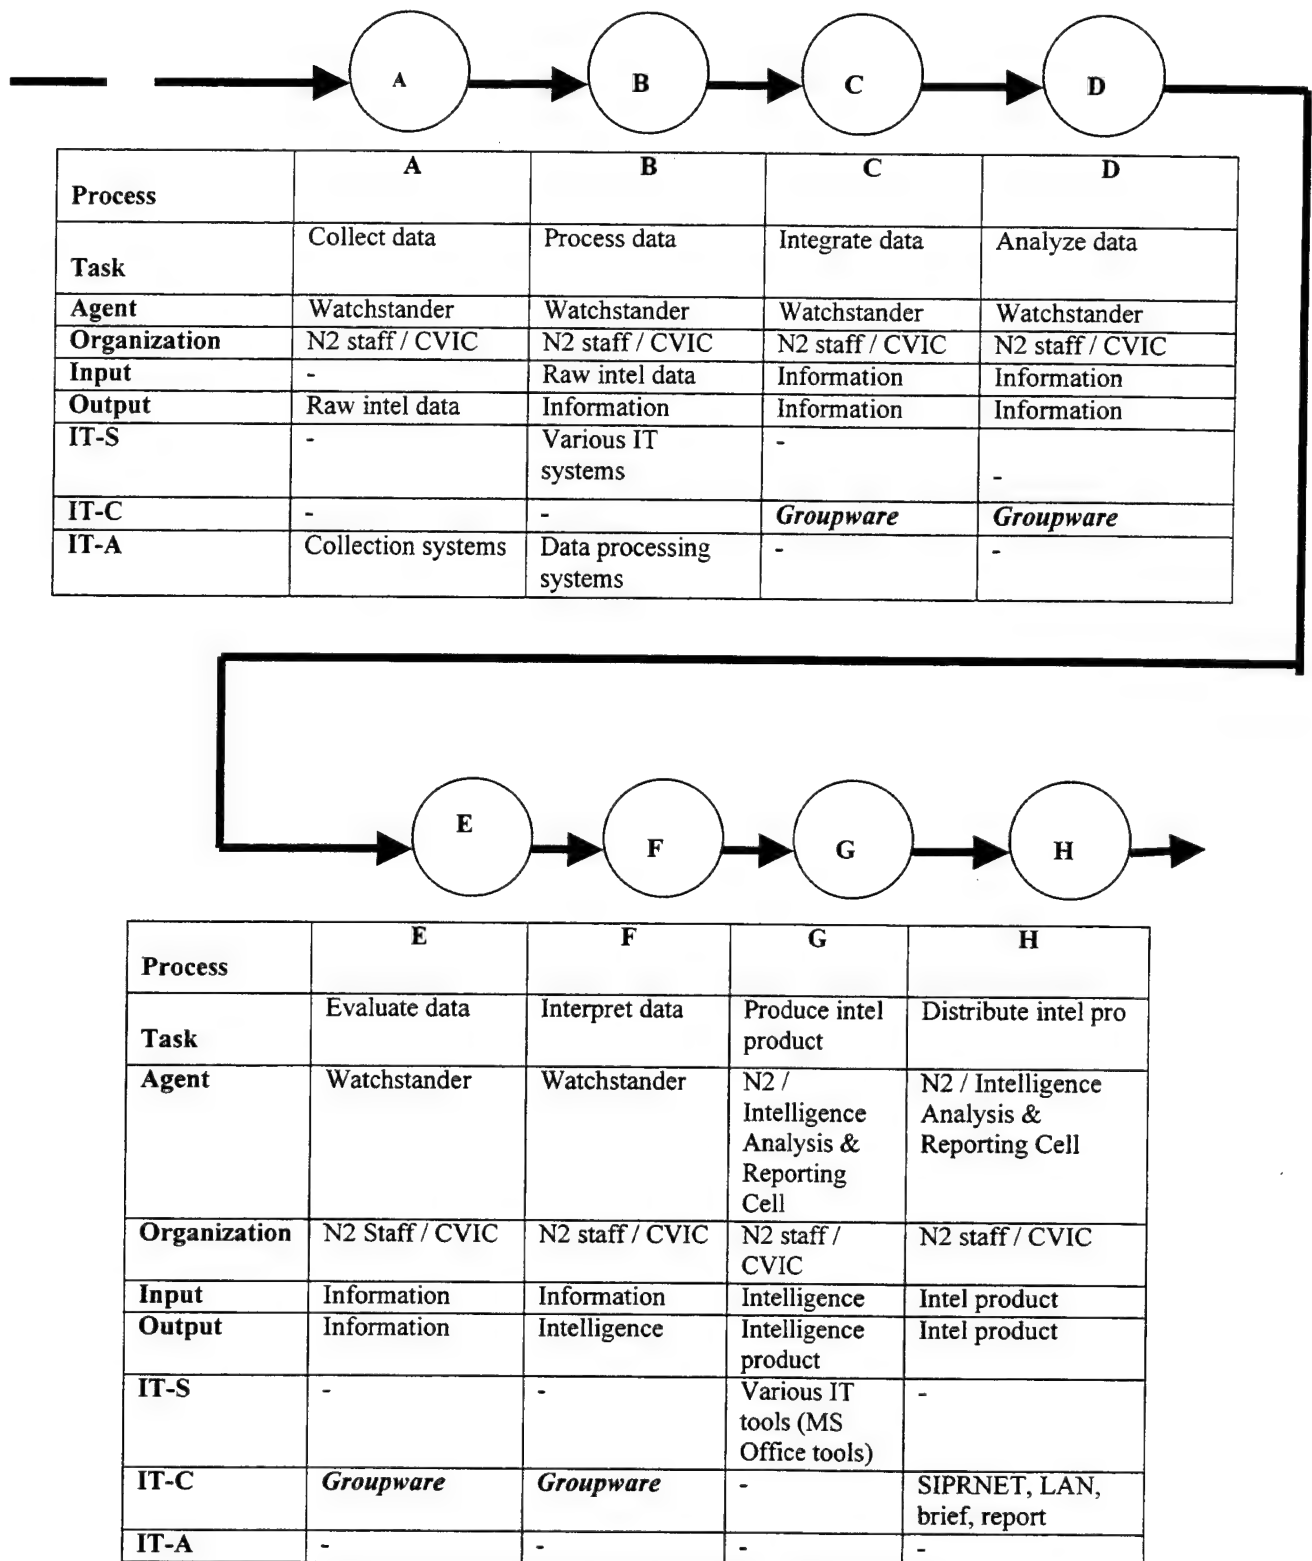 A B C D
Process A B C D
Task Collect data Process data Integrate data Analyze data
Agent Watchstander Watchstander Watchstander Watchstander
Organization N2 staff / CVIC N2 staff / CVIC N2 staff / CVIC N2 staff / CVIC
Input - Raw intel data Information Information
Output Raw intel data Information Information Information
IT-S - Various IT - -
systems
IT-C - - Groupware Groupware
IT-A Collection systems Data processing - -
systems
E F G H
Process E F G H
Task Evaluate data Interpret data Produce intel Distribute intel pro
product
Agent Watchstander Watchstander N2 / N2 / Intelligence
Intelligence Analysis &
Analysis & Reporting Cell
Reporting
Cell
Organization N2 Staff / CVIC N2 staff / CVIC N2 staff / N2 staff / CVIC
CVIC
Input Information Information Intelligence Intel product
Output Information Intelligence Intelligence Intel product
product
IT-S - - Various IT -
tools (MS
Office tools)
IT-C Groupware Groupware - SIPRNET, LAN,
brief, report
IT-A - - - -